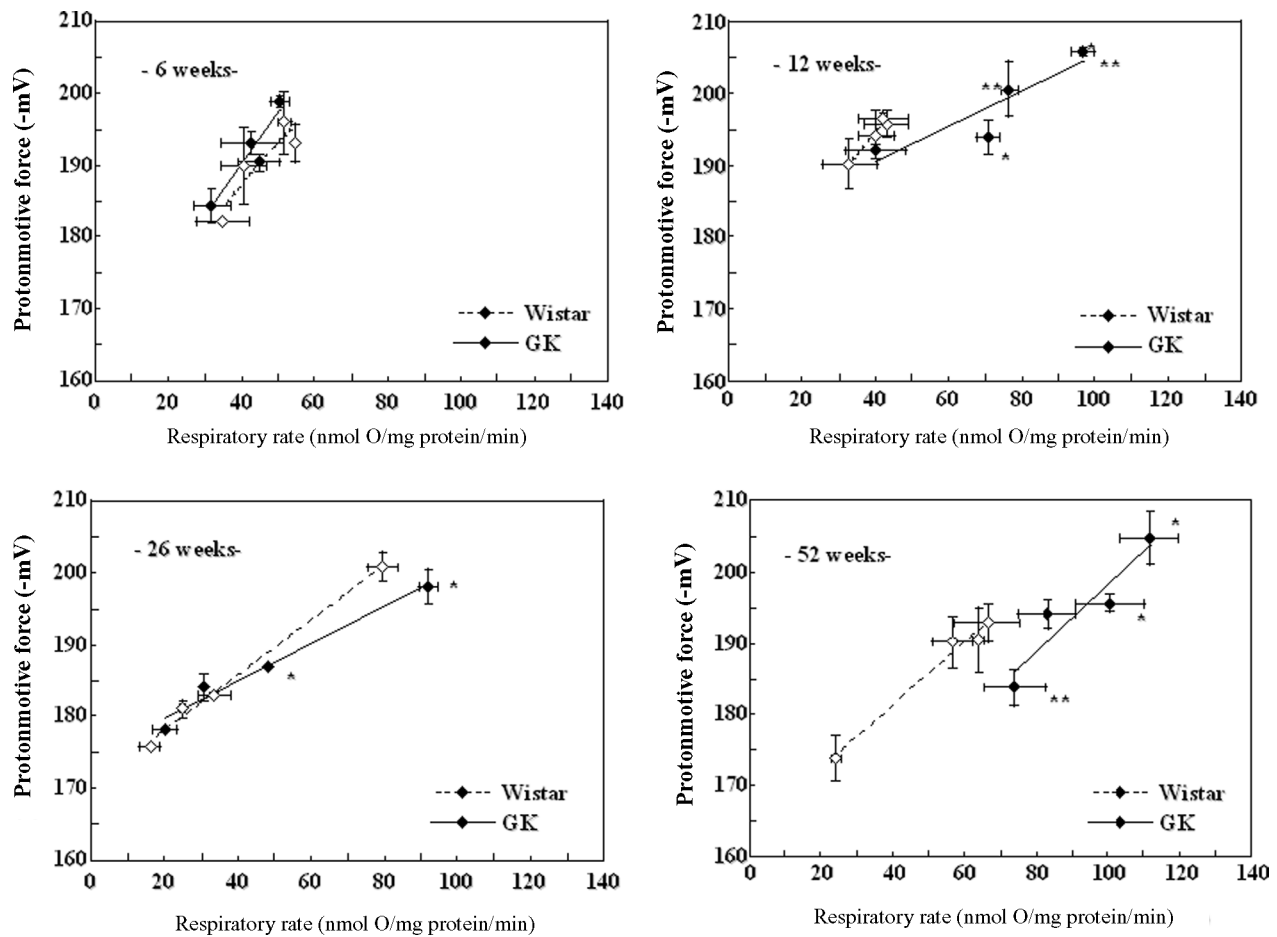 210
200
190
180
170
160
Protonmotive force (-mV)
- 6 weeks-
Wistar
GK
0 20 40 60 80 100 120 140
Respiratory rate (nmol O/mg protein/min)
210
200
190
180
170
160
Protonmotive force (-mV)
- 12 weeks-
*
**
**
*
Wistar
GK
0 20 40 60 80 100 120 140
Respiratory rate (nmol O/mg protein/min)
210
200
190
180
170
160
Protonmotive force (-mV)
- 26 weeks-
*
*
Wistar
GK
0 20 40 60 80 100 120 140
Respiratory rate (nmol O/mg protein/min)
210
200
190
180
170
160
Protonmotive force (-mV)
- 52 weeks-
*
*
**
Wistar
GK
0 20 40 60 80 100 120 140
Respiratory rate (nmol O/mg protein/min)